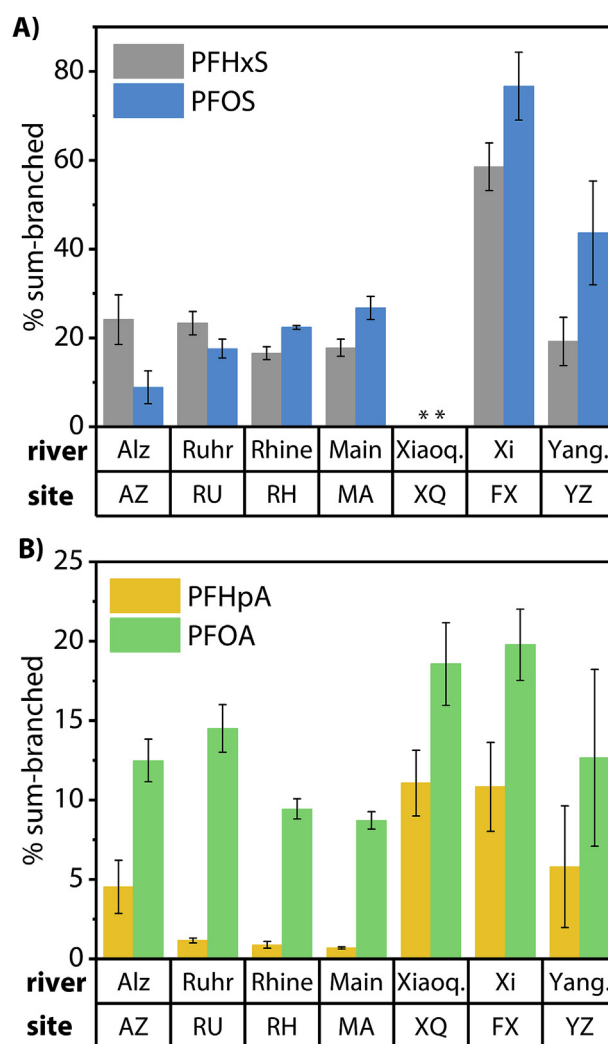 A)
PFHxS
PFOS
% sum-branched
80
60
40
20
0
* *
river Alz Ruhr Rhine Main Xiaoq. Xi Yang.
site AZ RU RH MA XQ FX YZ
B)
PFHpA
PFOA
% sum-branched
25
20
15
10
5
0
river Alz Ruhr Rhine Main Xiaoq. Xi Yang.
site AZ RU RH MA XQ FX YZ